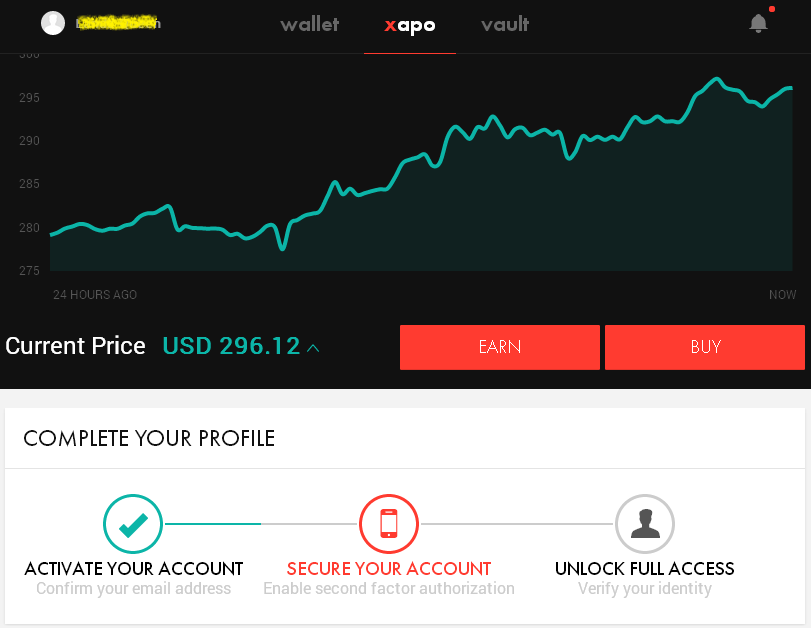 wallet xapo vault
300
295
290
285
280
275
24 HOURS AGO NOW
Current Price USD 296.12
EARN BUY
COMPLETE YOUR PROFILE
ACTIVATE YOUR ACCOUNT SECURE YOUR ACCOUNT UNLOCK FULL ACCESS
Confirm your email address Enable second factor authorization Verify your identity